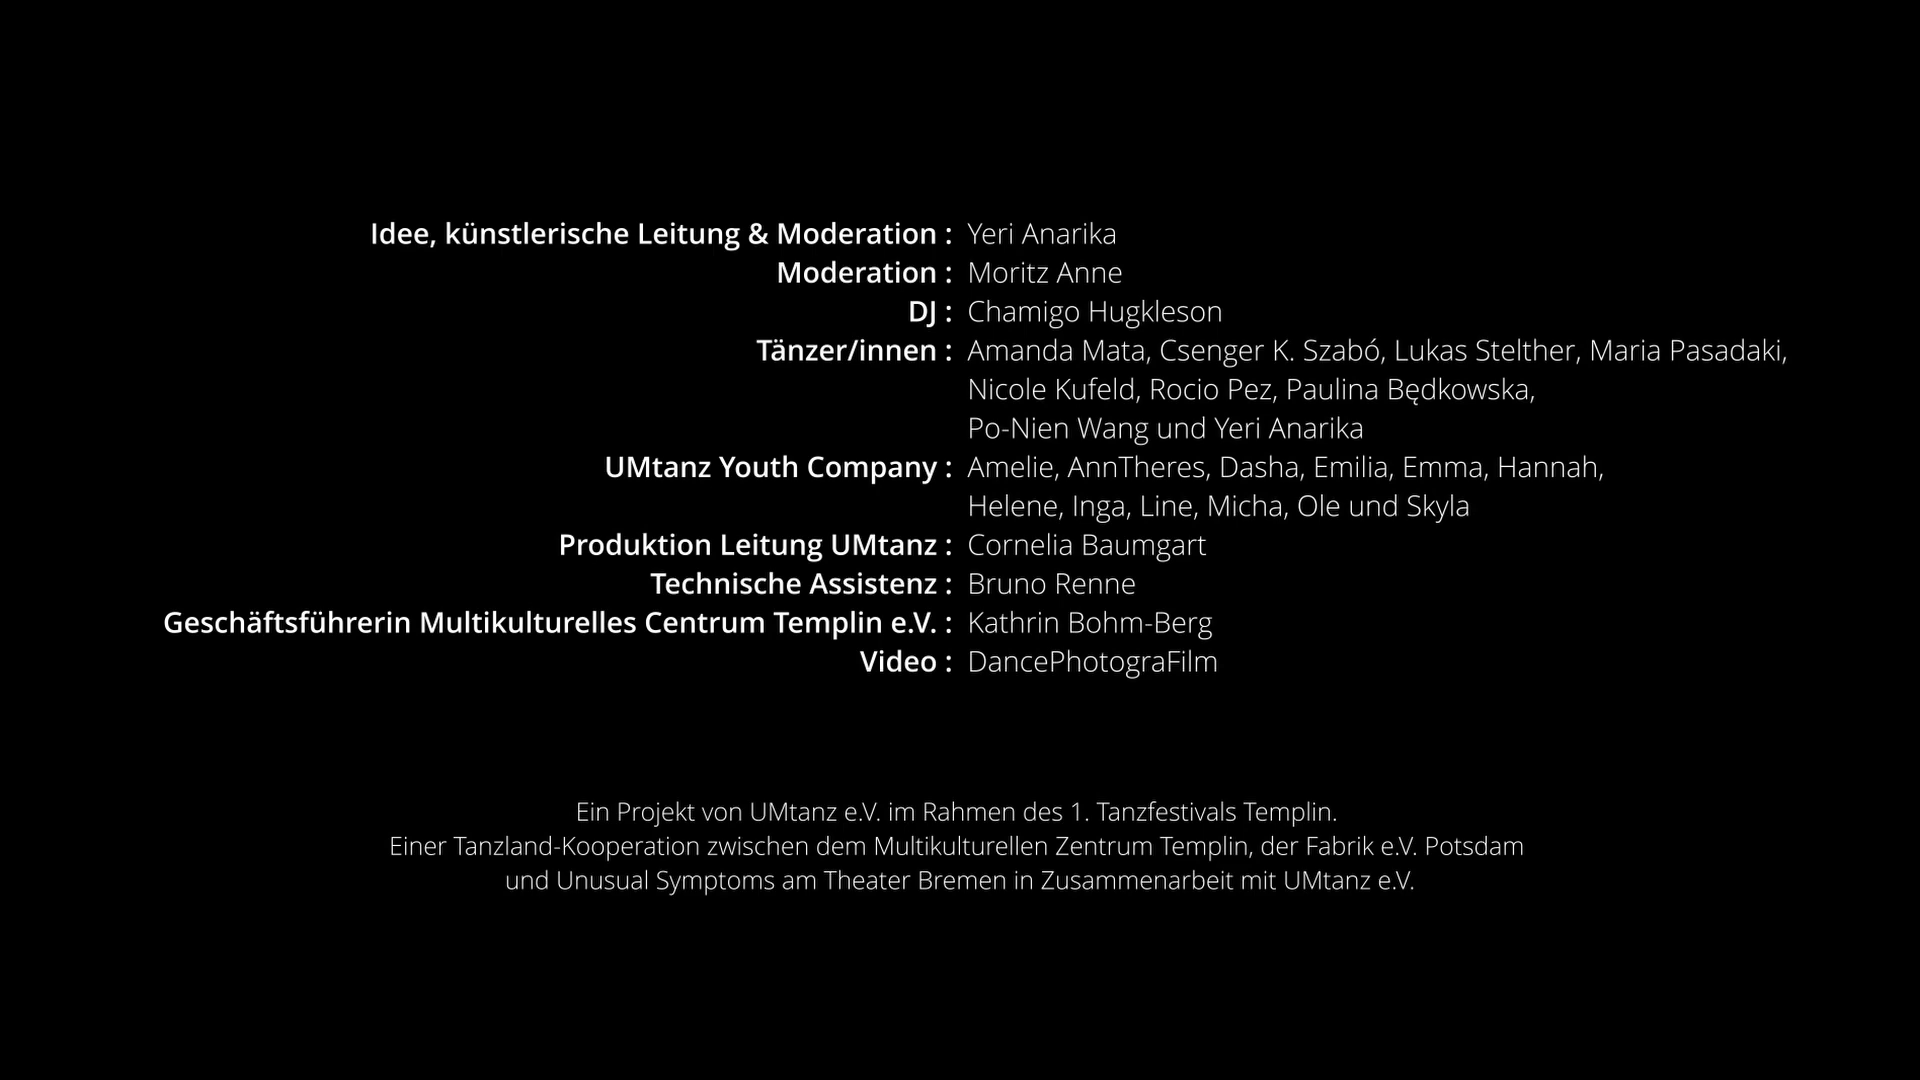 Idee, künstlerische Leitung & Moderation : Yeri Anarika
Moderation : Moritz Anne
DJ : Chamigo Hugkleson
Tänzer/innen : Amanda Mata, Csenger K. Szabó, Lukas Stelther, Maria Pasadaki,
Nicole Kufeld, Rocio Pez, Paulina Będkowska,
Po-Nien Wang und Yeri Anarika
UMtanz Youth Company : Amelie, AnnTheres, Dasha, Emilia, Emma, Hannah,
Helene, Inga, Line, Micha, Ole und Skyla
Produktion Leitung UMtanz : Cornelia Baumgart
Technische Assistenz : Bruno Renne
Geschäftsführerin Multikulturelles Centrum Templin e.V. : Kathrin Bohm-Berg
Video : DancePhotograFilm
Ein Projekt von UMtanz e.V. im Rahmen des 1. Tanzfestivals Templin.
Einer Tanzland-Kooperation zwischen dem Multikulturellen Zentrum Templin, der Fabrik e.V. Potsdam
und Unusual Symptoms am Theater Bremen in Zusammenarbeit mit UMtanz e.V.